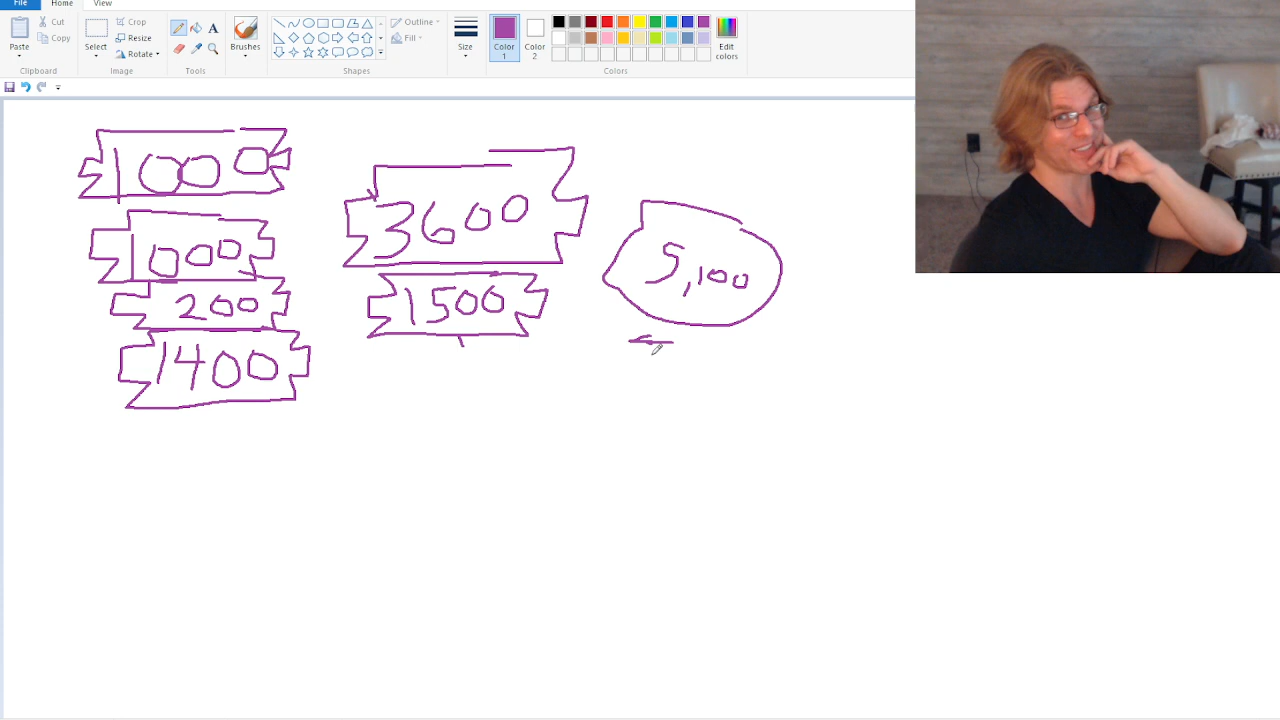 File
Home
View
Paste
Cut
Copy
Clipboard
Select
Crop
Resize
Rotate
Image
A
Tools
Brushes
Outline
Fill
Shapes
Size
Color
1
Color
2
Edit
colors
Colors
1000
1000
200
1400
3600
1500
5,100